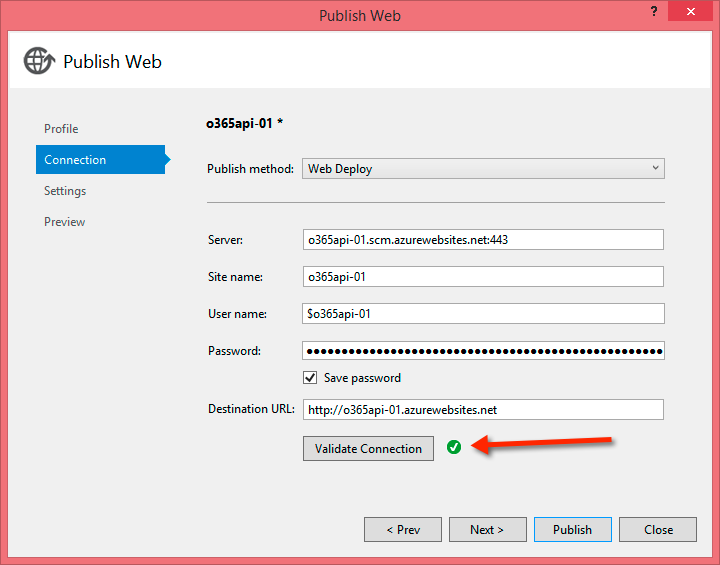 Publish Web
?
Publish Web
Profile
Connection
Settings
Preview
o365api-01 *
Publish method: Web Deploy
Server: o365api-01.scm.azurewebsites.net:443
Site name: o365api-01
User name: $o365api-01
Password: ●●●●●●●●●●●●●●●●●●●●●●●●●●●●●●●●●●●●●●●●●●●●●●●●●●●
Save password
Destination URL: http://o365api-01.azurewebsites.net
Validate Connection
< Prev Next > Publish Close